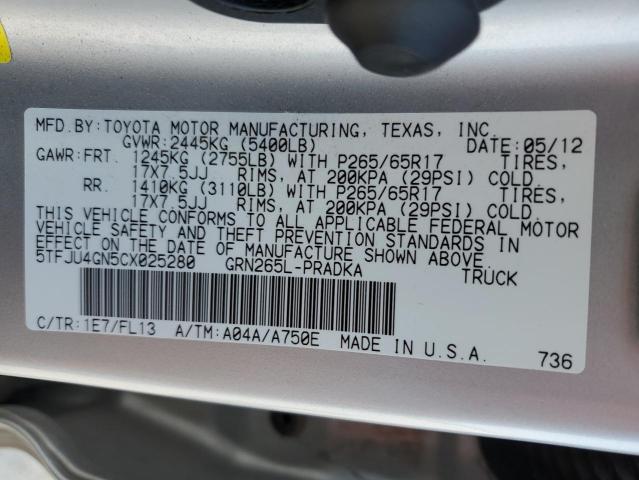 MFD.BY:TOYOTA MOTOR MANUFACTURING, TEXAS, INC.
GVWR:2445KG (5400LB) DATE:05/12
GAWR:FRT. 1245KG (2755LB) WITH P265/65R17 TIRES,
17X7.5JJ RIMS, AT 200KPA (29PSI) COLD
RR. 1410KG (3110LB) WITH P265/65R17 TIRES,
17X7.5JJ RIMS, AT 200KPA (29PSI) COLD.
THIS VEHICLE CONFORMS TO ALL APPLICABLE FEDERAL MOTOR
VEHICLE SAFETY AND THEFT PREVENTION STANDARDS IN
EFFECT ON THE DATE OF MANUFACTURE SHOWN ABOVE.
5TFJU4GN5CX025280 GRN265L-PRADKA TRUCK
C/TR:1E7/FL13 A/TM:A04A/A750E MADE IN U.S.A. 736